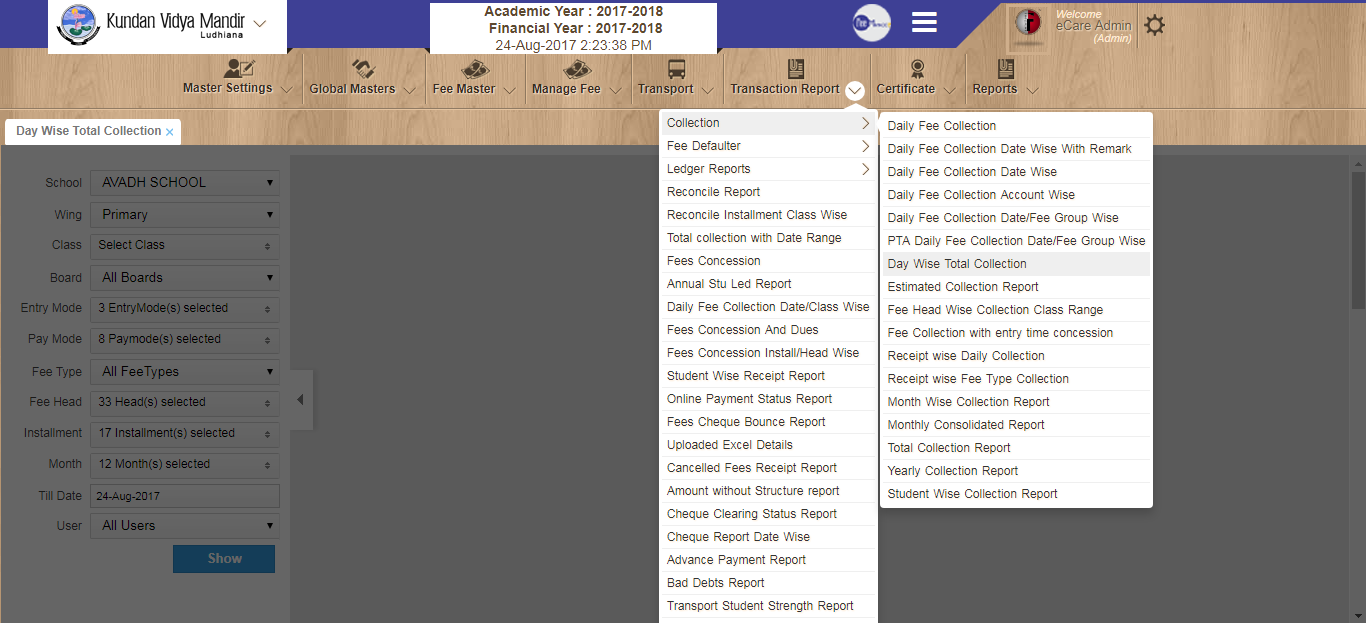 Kundan Vidya Mandir
Ludhiana
Academic Year : 2017-2018
Financial Year : 2017-2018
24-Aug-2017 2:23:38 PM
Welcome
eCare Admin
(Admin)
Master Settings
Global Masters
Fee Master
Manage Fee
Transport
Transaction Report
Certificate
Reports
Day Wise Total Collection ×
School AVADH SCHOOL
Wing Primary
Class Select Class
Board All Boards
Entry Mode 3 EntryMode(s) selected
Pay Mode 8 Paymode(s) selected
Fee Type All FeeTypes
Fee Head 33 Head(s) selected
Installment 17 Installment(s) selected
Month 12 Month(s) selected
Till Date 24-Aug-2017
User All Users
Show
Collection
Fee Defaulter
Ledger Reports
Reconcile Report
Reconcile Installment Class Wise
Total collection with Date Range
Fees Concession
Annual Stu Led Report
Daily Fee Collection Date/Class Wise
Fees Concession And Dues
Fees Concession Install/Head Wise
Student Wise Receipt Report
Online Payment Status Report
Fees Cheque Bounce Report
Uploaded Excel Details
Cancelled Fees Receipt Report
Amount without Structure report
Cheque Clearing Status Report
Cheque Report Date Wise
Advance Payment Report
Bad Debts Report
Transport Student Strength Report
Daily Fee Collection
Daily Fee Collection Date Wise With Remark
Daily Fee Collection Date Wise
Daily Fee Collection Account Wise
Daily Fee Collection Date/Fee Group Wise
PTA Daily Fee Collection Date/Fee Group Wise
Day Wise Total Collection
Estimated Collection Report
Fee Head Wise Collection Class Range
Fee Collection with entry time concession
Receipt wise Daily Collection
Receipt wise Fee Type Collection
Month Wise Collection Report
Monthly Consolidated Report
Total Collection Report
Yearly Collection Report
Student Wise Collection Report